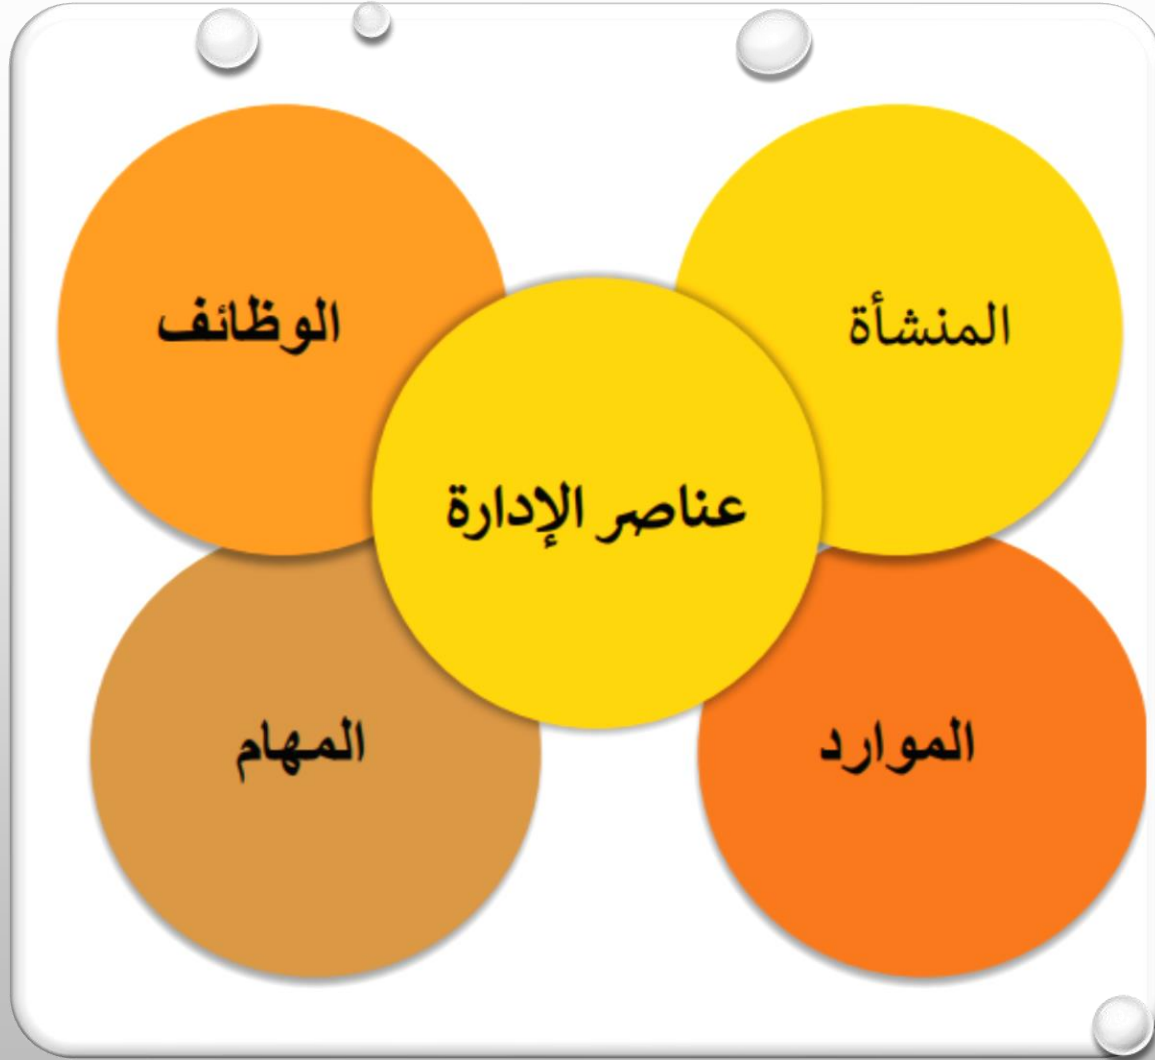 المنشأة
الوظائف
عناصر الإدارة
الموارد
المهام